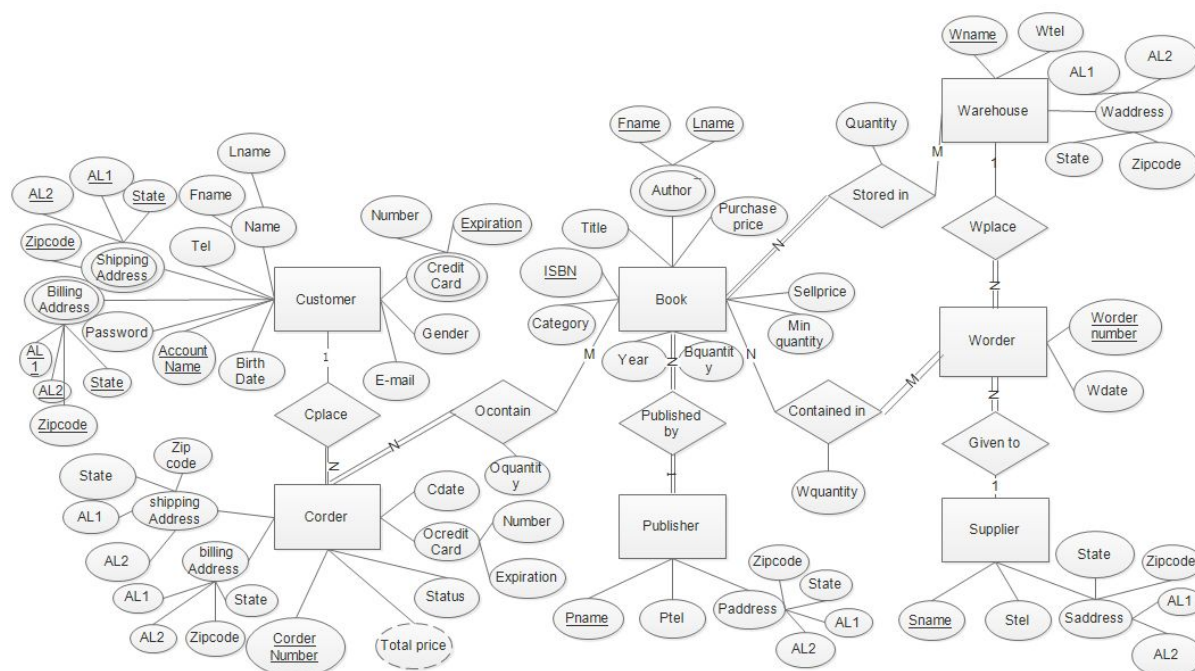 Wname
Wtel
AL1
AL2
Warehouse
Waddress
State
Zipcode
Quantity
M
Stored in
N
1
Wplace
N
Fname
Lname
Author
Purchase
price
Title
ISBN
Book
Sellprice
Category
Min
quantity
Year
Bquantit
y
M
N
N
Published
by
1
Contained in
M
Wquantity
Worder
Worder
number
Wdate
N
Given to
1
Supplier
State
Zipcode
AL1
Sname
Stel
Saddress
AL2
Lname
AL1
AL2
State
Fname
Name
Zipcode
Shipping
Address
Tel
Number
Expiration
Credit
Card
Billing
Address
Customer
Password
Gender
AL
1
AL2
State
Account
Name
Birth
Date
E-mail
Zipcode
1
Cplace
N
Ocontain
N
Oquantit
y
Zip
code
State
shipping
Address
AL1
AL2
billing
Address
AL1
State
AL2
Zipcode
Corder
Cdate
Ocredit
Card
Number
Expiration
Status
Corder
Number
Total price
Publisher
Zipcode
State
Pname
Ptel
Paddress
AL1
AL2